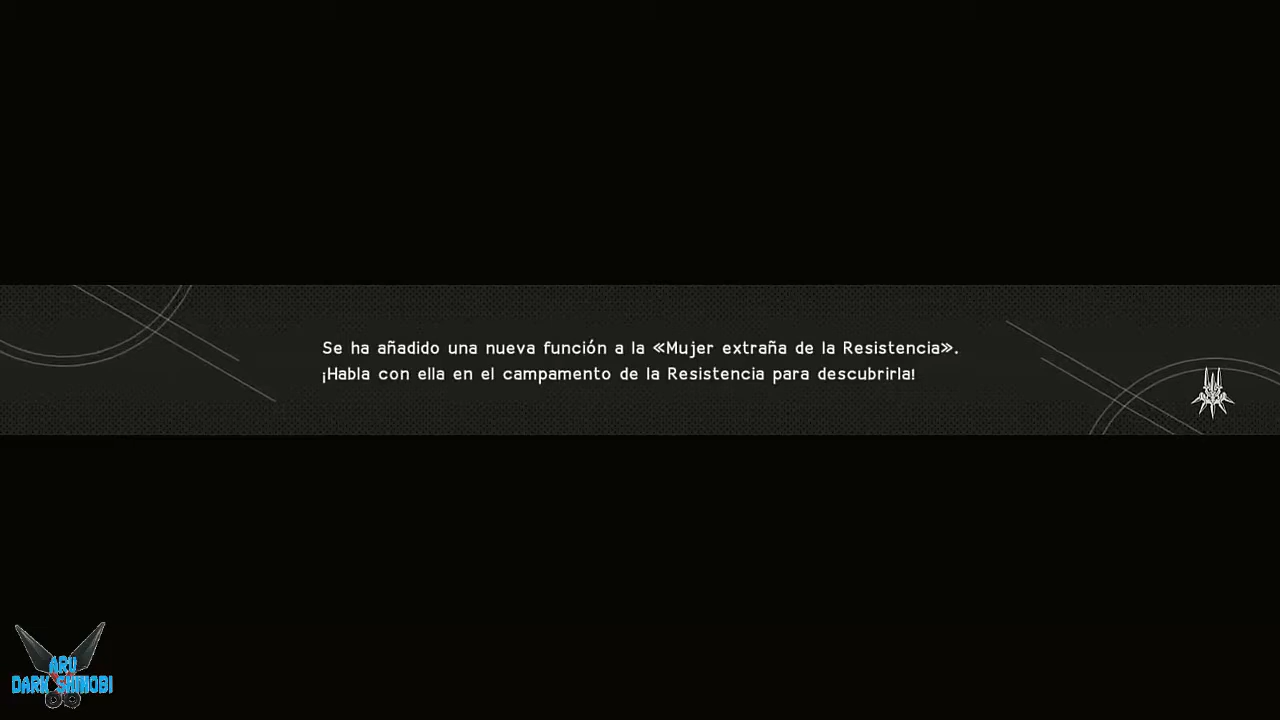 Se ha añadido una nueva función a la «Mujer extraña de la Resistencia».
¡Habla con ella en el campamento de la Resistencia para descubrirla!
ARU
DARK SHINOBI